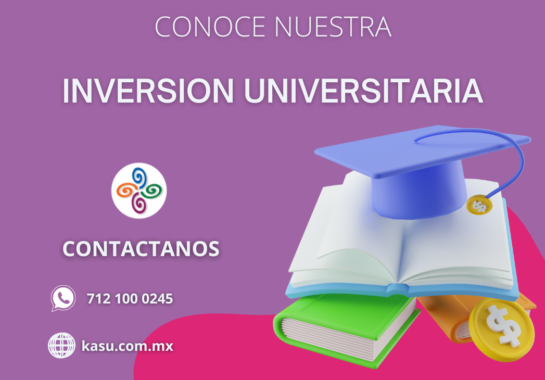 CONOCE NUESTRA
INVERSION UNIVERSITARIA
CONTACTANOS
712 100 0245
kasu.com.mx